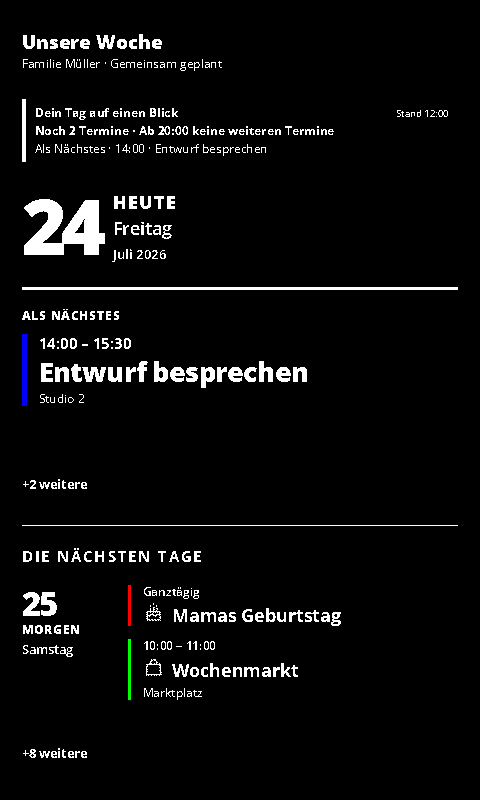 Unsere Woche
Familie Müller · Gemeinsam geplant
Dein Tag auf einen Blick
Stand 12:00
Noch 2 Termine · Ab 20:00 keine weiteren Termine
Als Nächstes · 14:00 · Entwurf besprechen
24
HEUTE
Freitag
Juli 2026
ALS NÄCHSTES
14:00 – 15:30
Entwurf besprechen
Studio 2
+2 weitere
DIE NÄCHSTEN TAGE
25
MORGEN
Samstag
Ganztägig
Mamas Geburtstag
10:00 – 11:00
Wochenmarkt
Marktplatz
+8 weitere